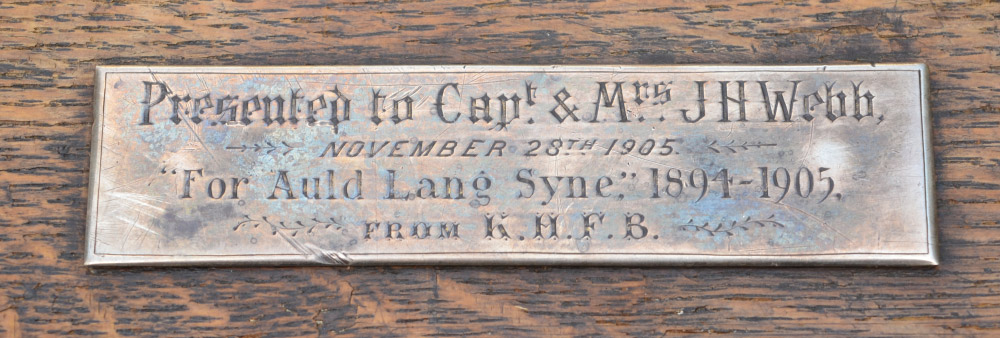 Presented to Capt. & Mrs. J H Webb,
NOVEMBER 28TH 1905.
"For Auld Lang Syne." 1894-1905.
FROM K.H.F.B.